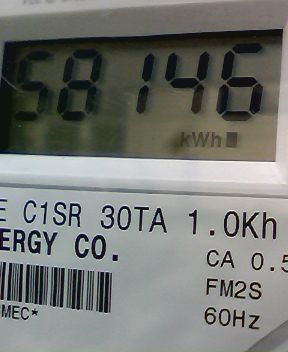 58146
kWh
E C1SR 30TA 1.0Kh
ERGY CO.
CA 0.5
FM2S
60Hz
MEC*